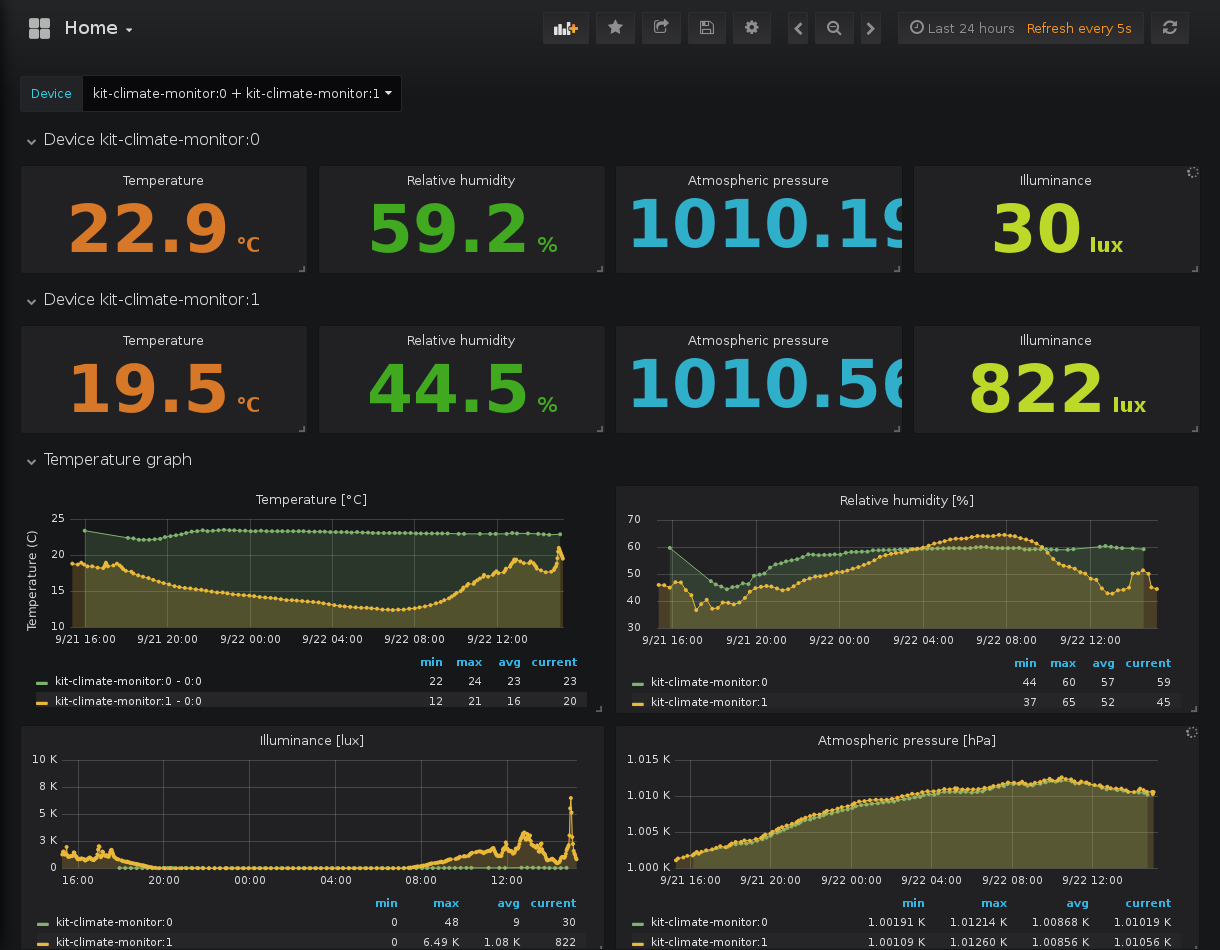 Home
Last 24 hours Refresh every 5s
Device kit-climate-monitor:0 + kit-climate-monitor:1
Device kit-climate-monitor:0
Temperature Relative humidity Atmospheric pressure Illuminance
22.9 °C 59.2 % 1010.19 30 lux
Device kit-climate-monitor:1
Temperature Relative humidity Atmospheric pressure Illuminance
19.5 °C 44.5 % 1010.56 822 lux
Temperature graph
Temperature [°C]
Temperature (C)
25
20
15
10
9/21 16:00 9/21 20:00 9/22 00:00 9/22 04:00 9/22 08:00 9/22 12:00
min max avg current
kit-climate-monitor:0 - 0:0 22 24 23 23
kit-climate-monitor:1 - 0:0 12 21 16 20
Relative humidity [%]
70
60
50
40
30
9/21 16:00 9/21 20:00 9/22 00:00 9/22 04:00 9/22 08:00 9/22 12:00
min max avg current
kit-climate-monitor:0 44 60 57 59
kit-climate-monitor:1 37 65 52 45
Illuminance [lux]
10 K
8 K
5 K
3 K
0
16:00 20:00 00:00 04:00 08:00 12:00
min max avg current
kit-climate-monitor:0 0 48 9 30
kit-climate-monitor:1 0 6.49 K 1.08 K 822
Atmospheric pressure [hPa]
1.015 K
1.010 K
1.005 K
1.000 K
9/21 16:00 9/21 20:00 9/22 00:00 9/22 04:00 9/22 08:00 9/22 12:00
min max avg current
kit-climate-monitor:0 1.00191 K 1.01214 K 1.00868 K 1.01019 K
kit-climate-monitor:1 1.00109 K 1.01260 K 1.00856 K 1.01056 K